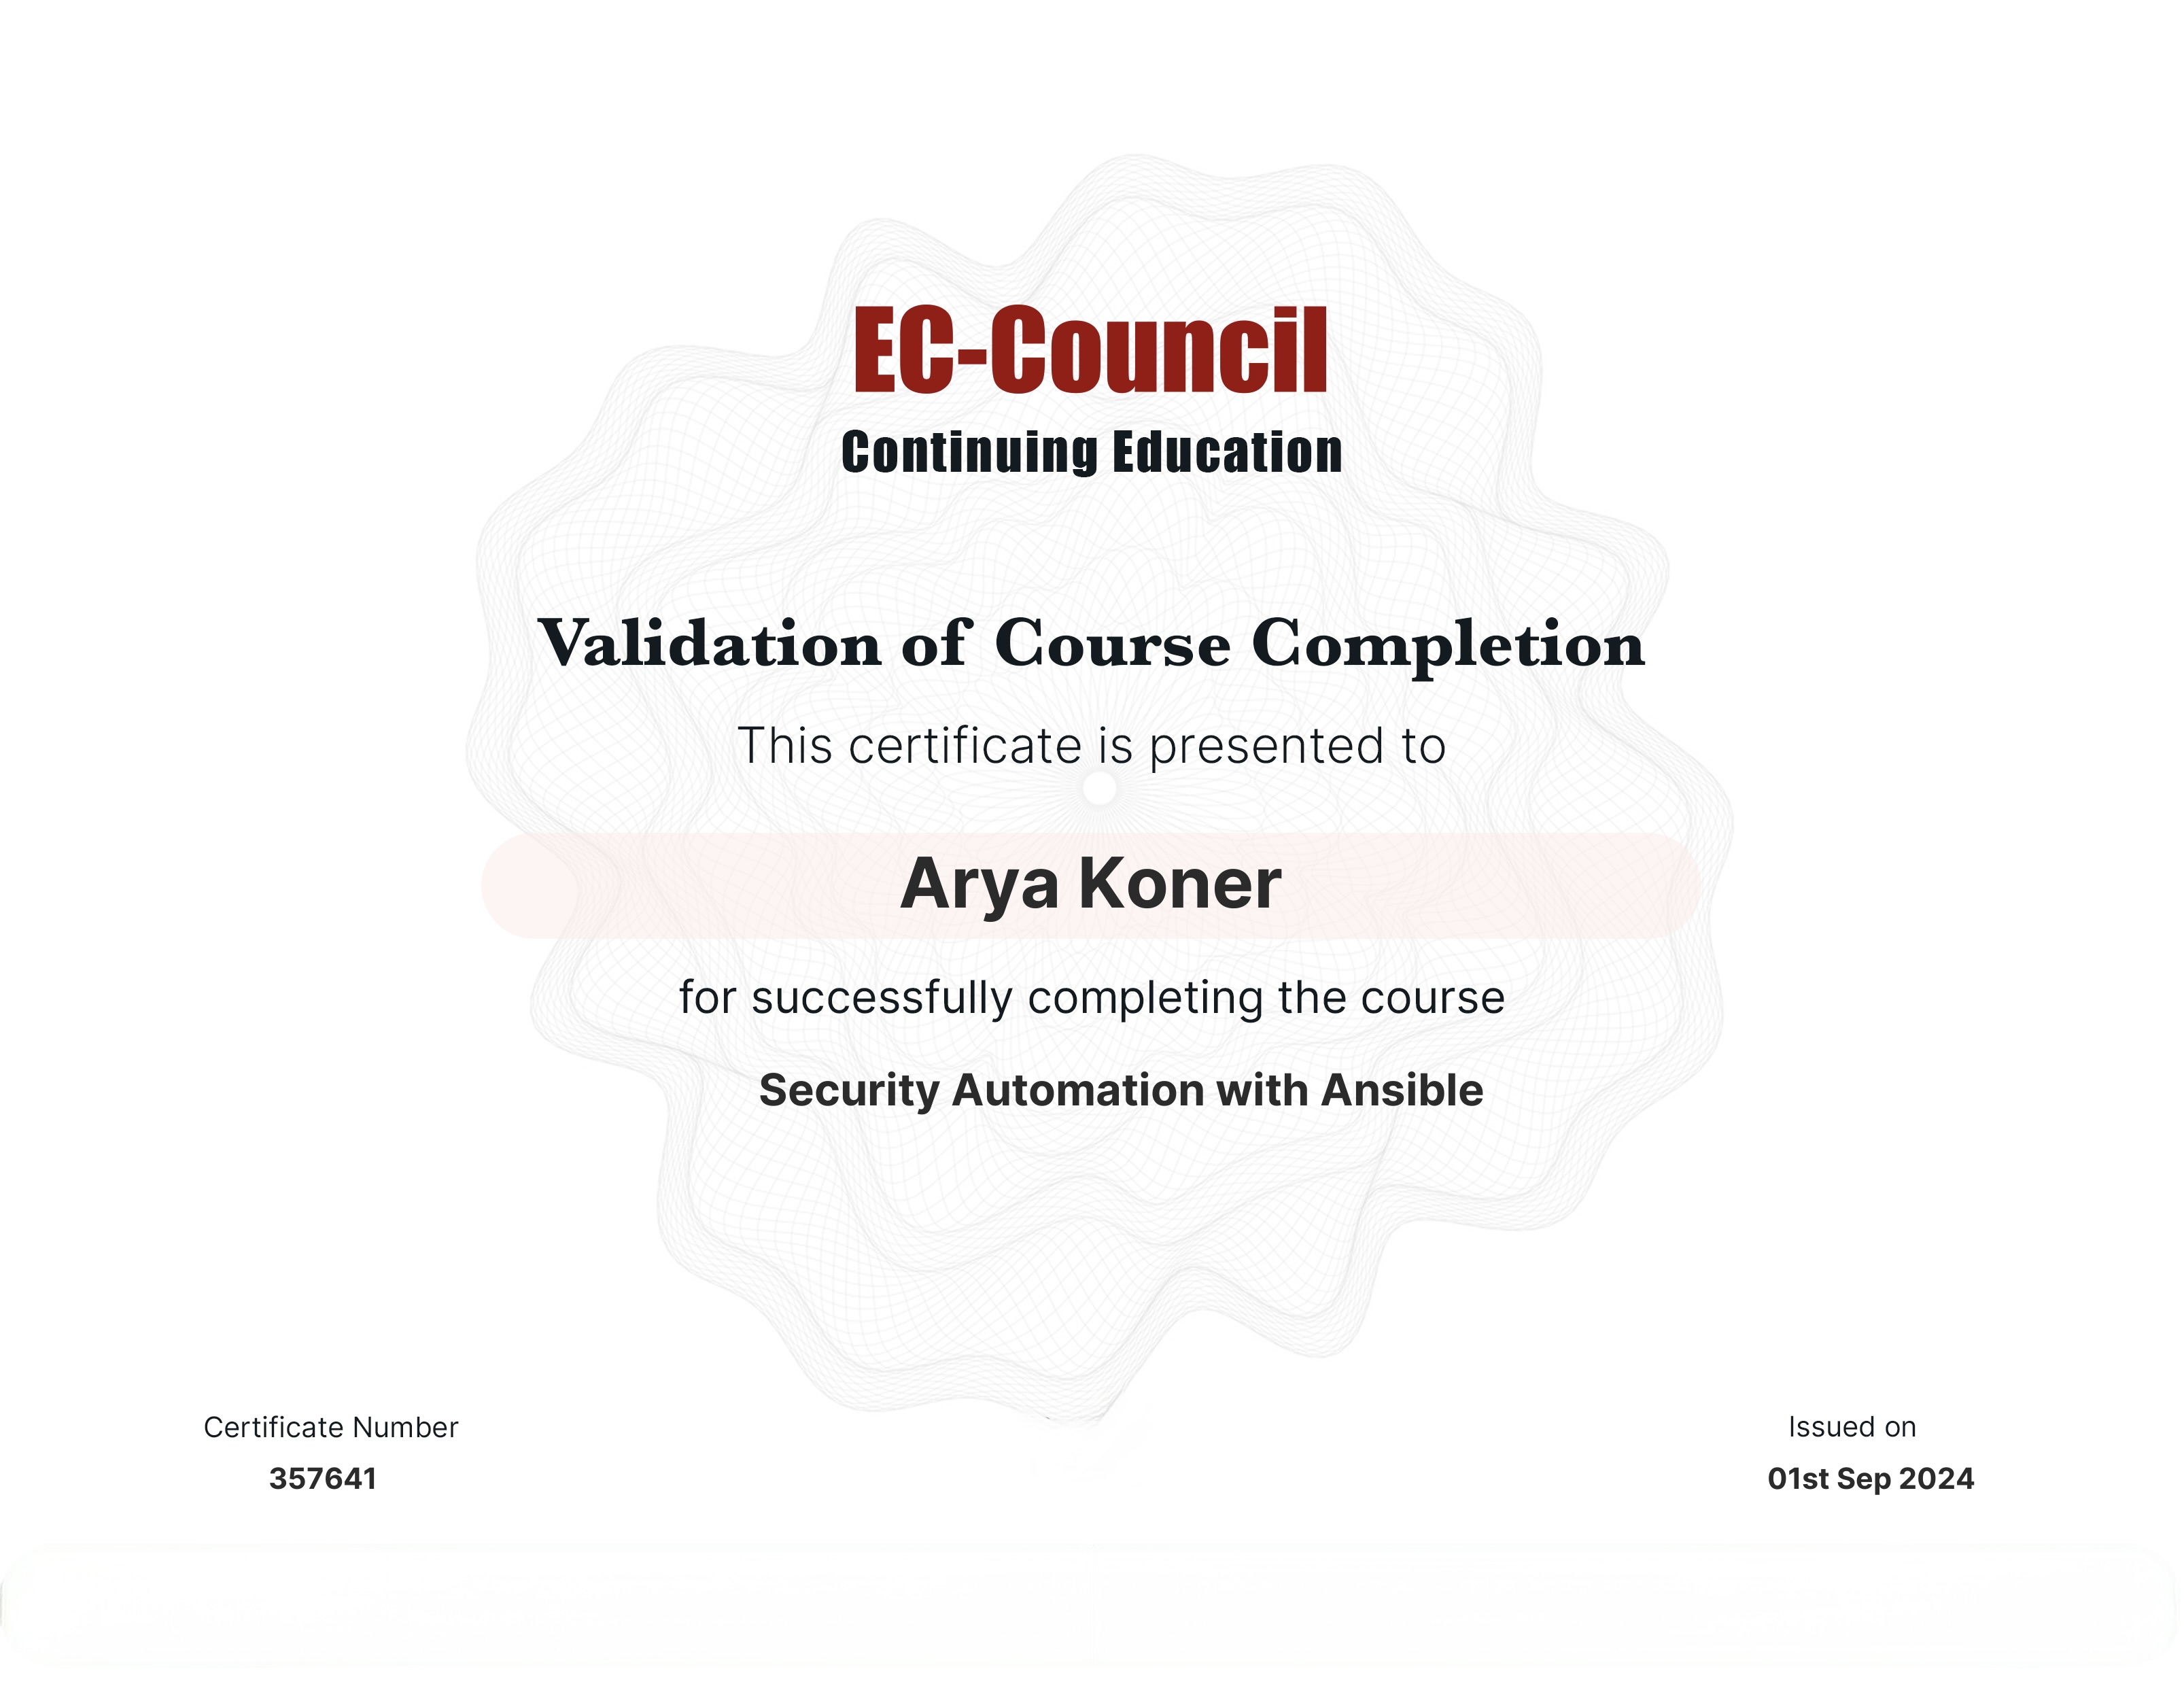 EC-Council
Continuing Education
Validation of Course Completion
This certificate is presented to
Arya Koner
for successfully completing the course
Security Automation with Ansible
Certificate Number
357641
Issued on
01st Sep 2024